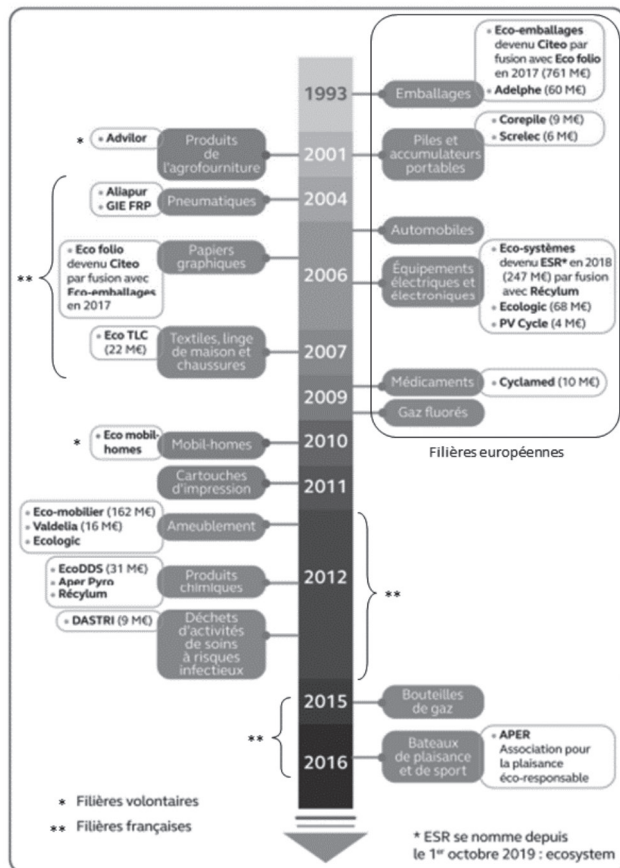 • Eco-emballages
devenu Citeo par
fusion avec Eco folio
en 2017 (761 M€)
• Adelphe (60 M€)
1993
Emballages
• Corepile (9 M€)
• Screlec (6 M€)
* • Advilor
Produits
de
l'agrofourniture
2001
Piles et
accumulateurs
portables
• Aliapur
• GIE FRP
Pneumatiques
2004
Automobiles
**
• Eco folio
devenu Citeo
par fusion avec
Eco-emballages
en 2017
Papiers
graphiques
2006
Équipements
électriques et
électroniques
• Eco-systèmes
devenu ESR* en 2018
(247 M€) par fusion
avec Récylum
• Ecologic (68 M€)
• PV Cycle (4 M€)
• Eco TLC
(22 M€)
Textiles, linge
de maison et
chaussures
2007
2009
Médicaments
• Cyclamed (10 M€)
Gaz fluorés
Filières européennes
* • Eco mobil-
homes
Mobil-homes
2010
Cartouches
d'impression
2011
• Eco-mobilier (162 M€)
• Valdelia (16 M€)
• Ecologic
Ameublement
• EcoDDS (31 M€)
• Aper Pyro
• Récylum
Produits
chimiques
2012
**
• DASTRI (9 M€)
Déchets
d'activités
de soins
à risques
infectieux
2015
Bouteilles
de gaz
**
2016
Bateaux
de plaisance
et de sport
• APER
Association pour
la plaisance
éco-responsable
* Filières volontaires
** Filières françaises
* ESR se nomme depuis
le 1er octobre 2019 : ecosystem